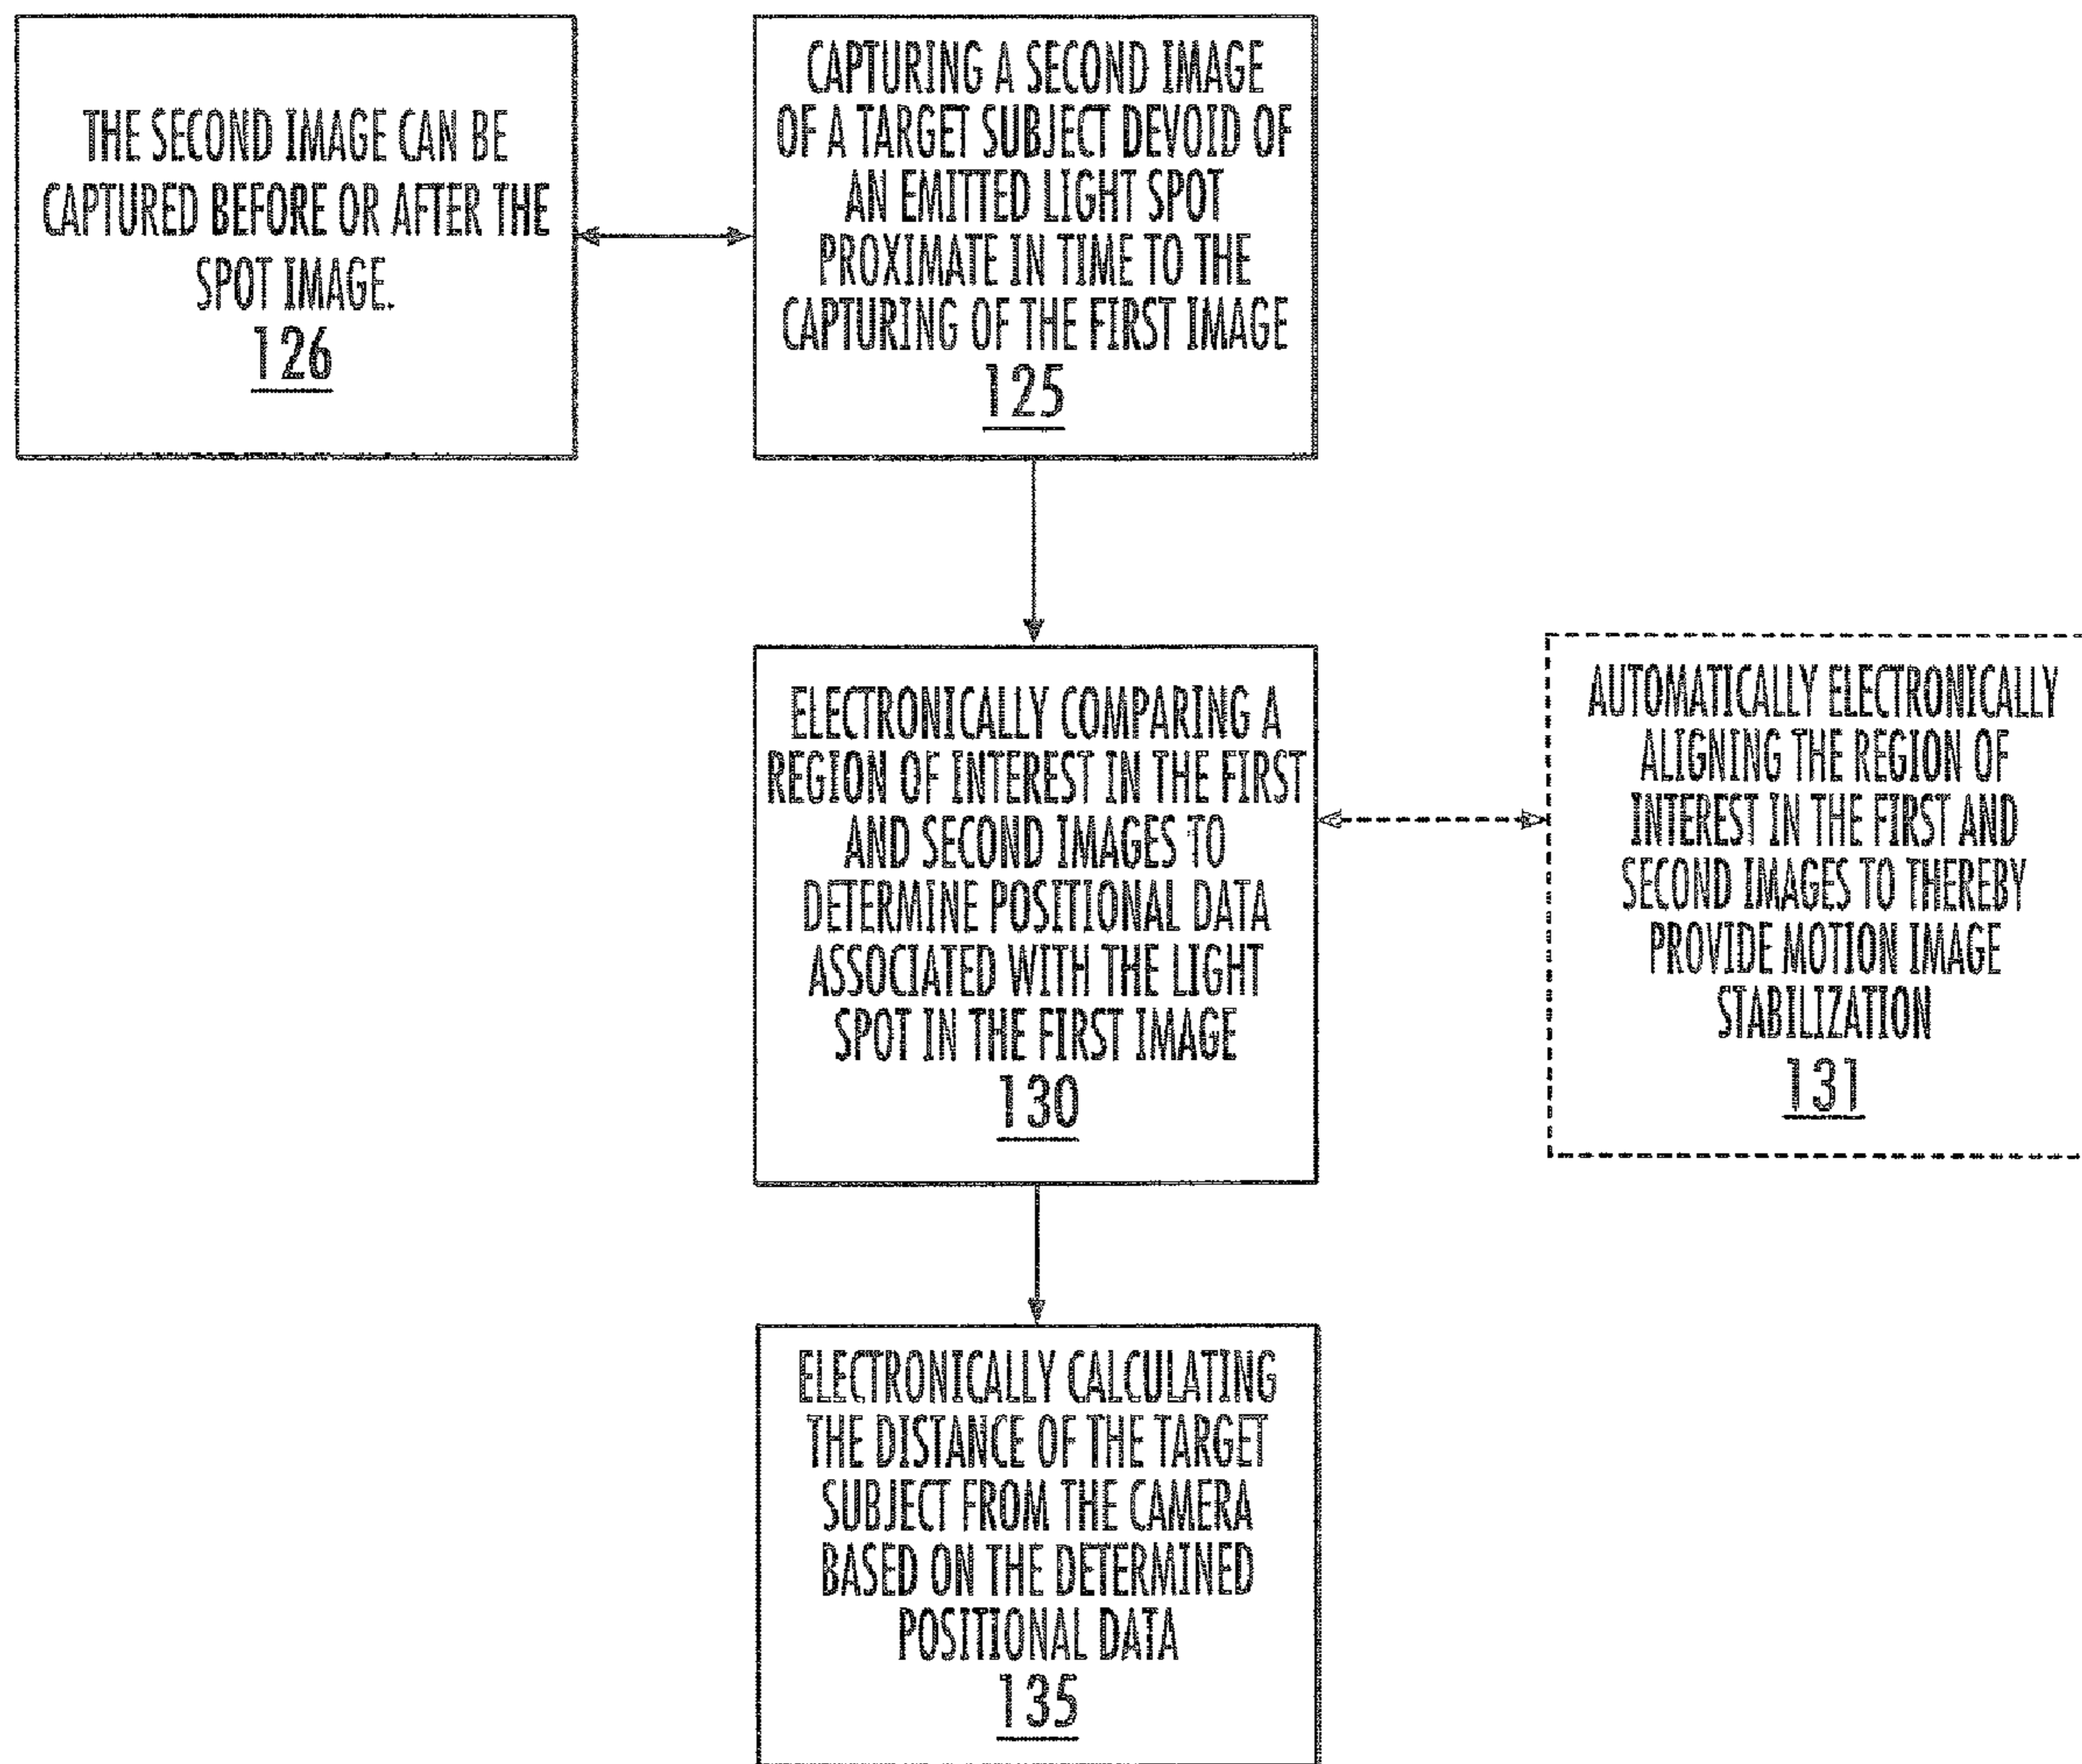 THE SECOND IMAGE CAN BE
CAPTURED BEFORE OR AFTER THE
SPOT IMAGE.
126
CAPTURING A SECOND IMAGE
OF A TARGET SUBJECT DEVOID OF
AN EMITTED LIGHT SPOT
PROXIMATE IN TIME TO THE
CAPTURING OF THE FIRST IMAGE
125
ELECTRONICALLY COMPARING A
REGION OF INTEREST IN THE FIRST
AND SECOND IMAGES TO
DETERMINE POSITIONAL DATA
ASSOCIATED WITH THE LIGHT
SPOT IN THE FIRST IMAGE
130
AUTOMATICALLY ELECTRONICALLY
ALIGNING THE REGION OF
INTEREST IN THE FIRST AND
SECOND IMAGES TO THEREBY
PROVIDE MOTION IMAGE
STABILIZATION
131
ELECTRONICALLY CALCULATING
THE DISTANCE OF THE TARGET
SUBJECT FROM THE CAMERA
BASED ON THE DETERMINED
POSITIONAL DATA
135